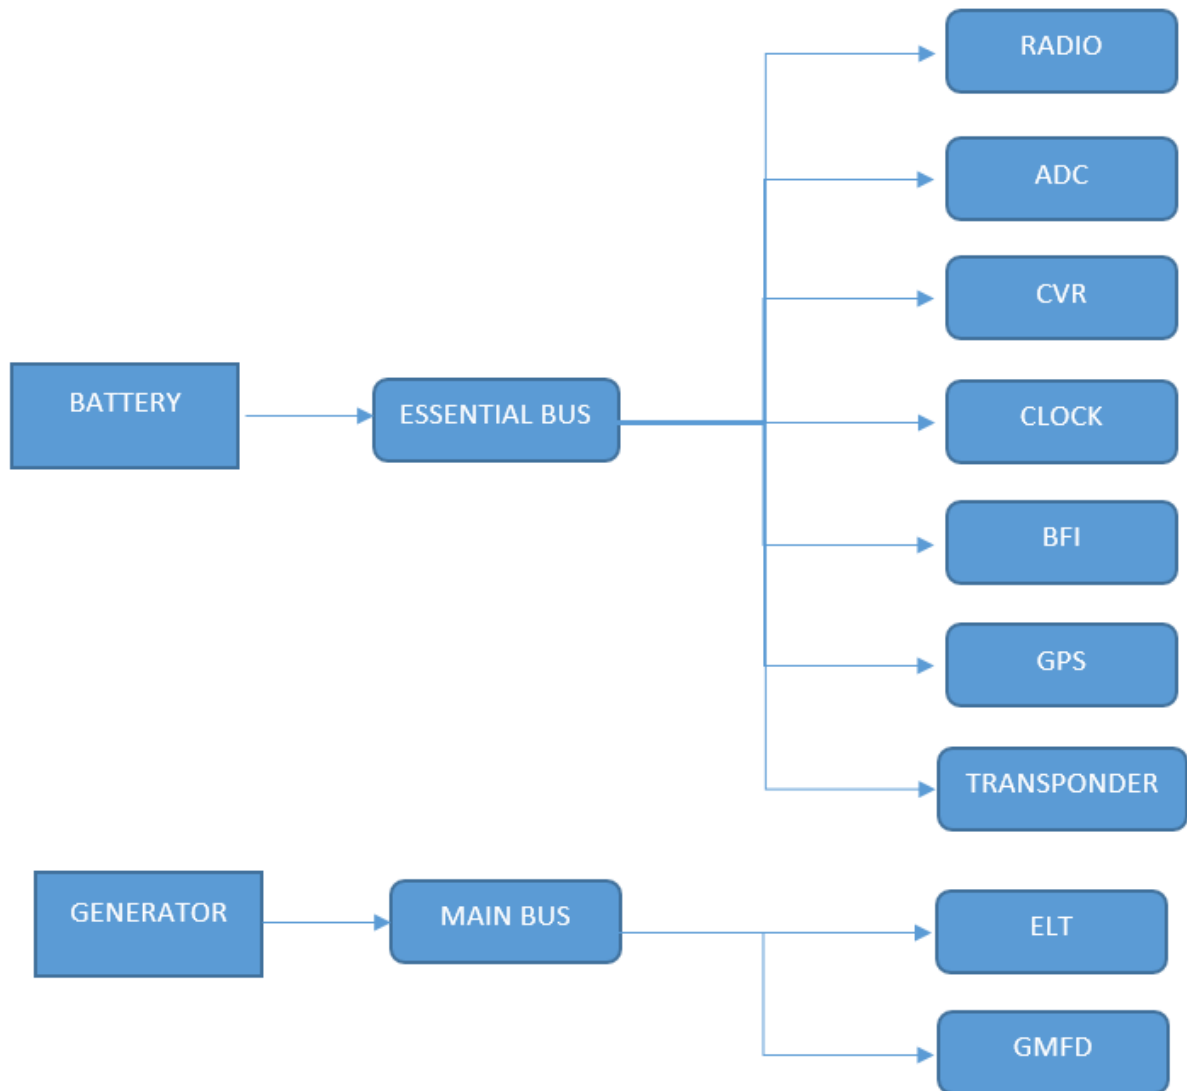 RADIO
ADC
CVR
BATTERY
ESSENTIAL BUS
CLOCK
BFI
GPS
TRANSPONDER
GENERATOR
MAIN BUS
ELT
GMFD